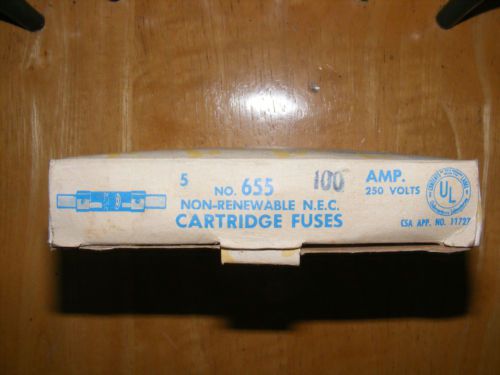 5 NO. 655 100 AMP.
250 VOLTS
NON-RENEWABLE N.E.C.
CARTRIDGE FUSES
UL
CSA APP. NO. 11727